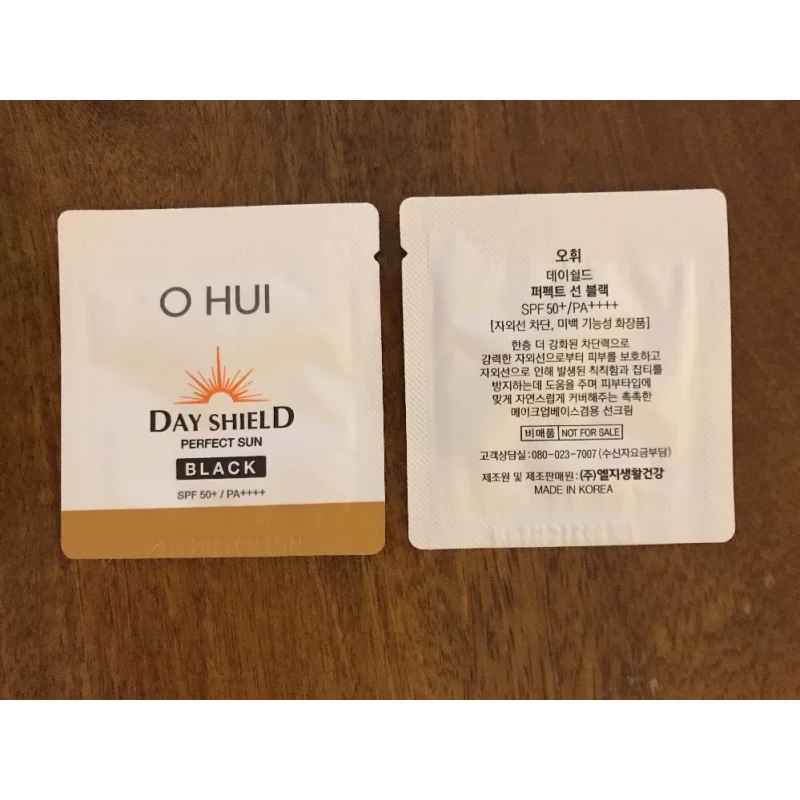 O HUI
DAY SHIELD
PERFECT SUN
BLACK
SPF 50+ / PA++++
오휘
데이쉴드
퍼펙트 선 블랙
SPF 50+/PA++++
[자외선 차단, 미백 기능성 화장품]
한층 더 강화된 차단력으로
강력한 자외선으로부터 피부를 보호하고
자외선으로 인해 발생된 칙칙함과 잡티를
방지하는데 도움을 주며 피부타입에
맞게 자연스럽게 커버해주는 촉촉한
메이크업베이스겸용 선크림
비매품 NOT FOR SALE
고객상담실:080-023-7007 (수신자요금부담)
제조원 및 제조판매원 : (주)엘지생활건강
MADE IN KOREA